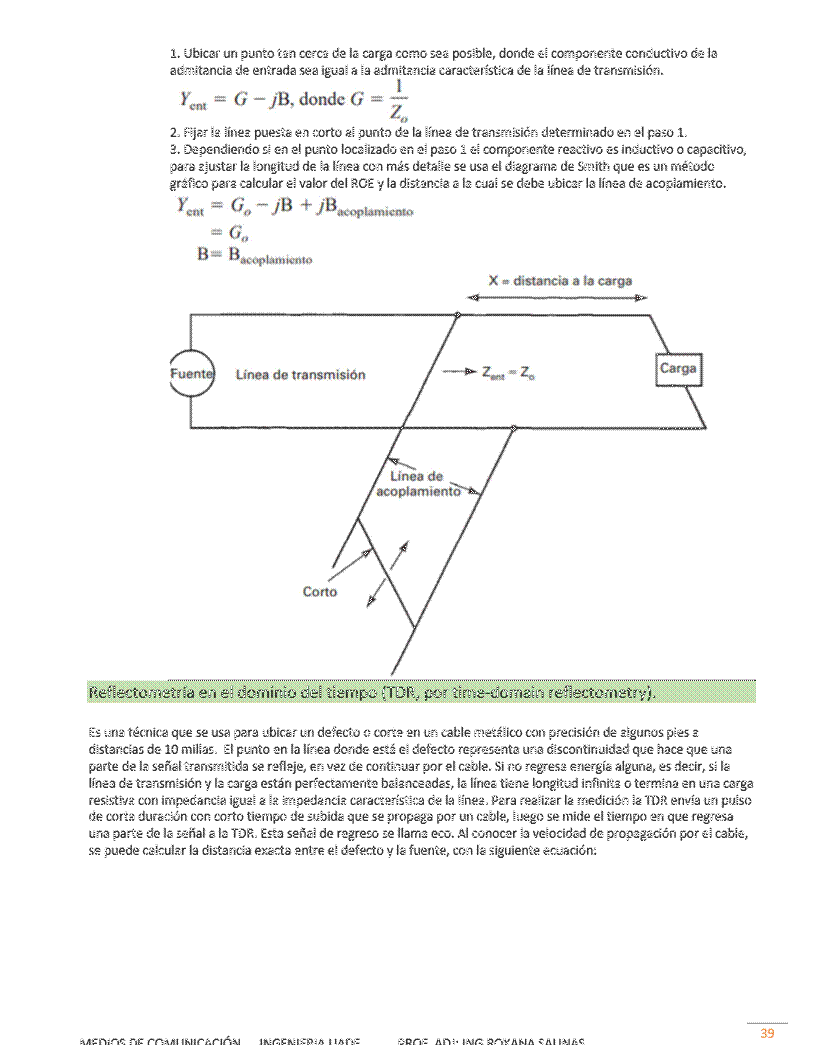 1. Ubicar un punto tan cerca de la carga como sea posible, donde el componente conductivo de la
admitancia de entrada sea igual a la admitancia característica de la línea de transmisión.
Y_ent = G − jB, donde G = 1/Z_o
2. Fijar la línea puesta en corto al punto de la línea de transmisión determinado en el paso 1.
3. Dependiendo si en el punto localizado en el paso 1 el componente reactivo es inductivo o capacitivo,
para ajustar la longitud de la línea con más detalle se usa el diagrama de Smith que es un método
gráfico para calcular el valor del ROE y la distancia a la cual se debe ubicar la línea de acoplamiento.
Y_ent = G_o − jB + jB_acoplamiento
= G_o
B = B_acoplamiento
X = distancia a la carga
Fuente
Línea de transmisión
Z_ent = Z_o
Carga
Línea de
acoplamiento
Corto
Reflectometría en el dominio del tiempo (TDR, por time-domain reflectometry).
Es una técnica que se usa para ubicar un defecto o corte en un cable metálico con precisión de algunos pies a
distancias de 10 millas. El punto en la línea donde está el defecto representa una discontinuidad que hace que una
parte de la señal transmitida se refleje, en vez de continuar por el cable. Si no regresa energía alguna, es decir, si la
línea de transmisión y la carga están perfectamente balanceadas, la línea tiene longitud infinita o termina en una carga
resistiva con impedancia igual a la impedancia característica de la línea. Para realizar la medición la TDR envía un pulso
de corta duración con corto tiempo de subida que se propaga por un cable, luego se mide el tiempo en que regresa
una parte de la señal a la TDR. Esta señal de regreso se llama eco. Al conocer la velocidad de propagación por el cable,
se puede calcular la distancia exacta entre el defecto y la fuente, con la siguiente ecuación:
39
MEDIOS DE COMUNICACIÓN INGENIERIA UADE PROF. ADJ: ING ROXANA SALINAS